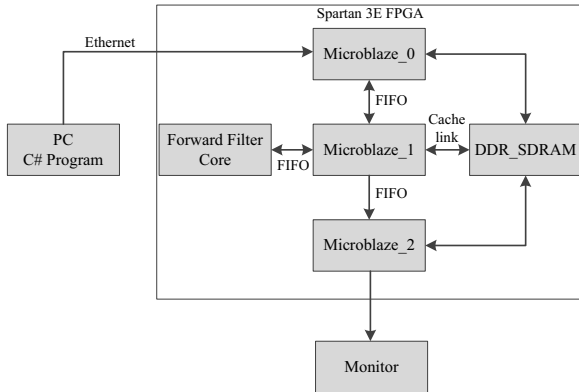 Spartan 3E FPGA
Ethernet
Microblaze_0
FIFO
Cache
link
PC
C# Program
Forward Filter
Core
FIFO
Microblaze_1
DDR_SDRAM
FIFO
Microblaze_2
Monitor